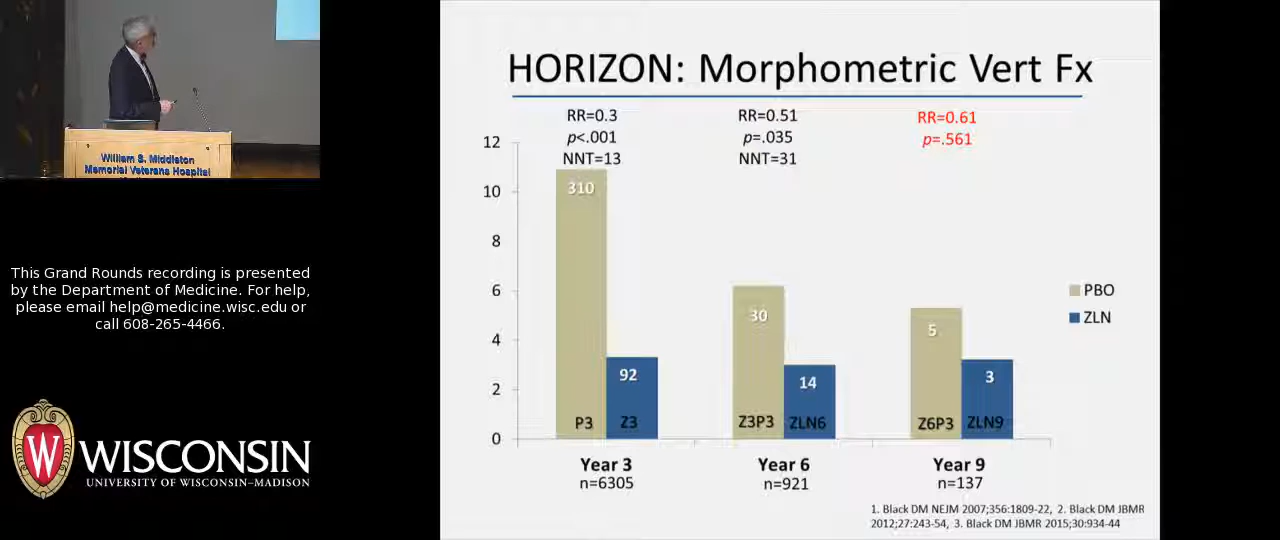 William S. Middleton
Memorial Veterans Hospital
This Grand Rounds recording is presented
by the Department of Medicine. For help,
please email help@medicine.wisc.edu or
call 608-265-4466.
W
WISCONSIN
UNIVERSITY OF WISCONSIN–MADISON
HORIZON: Morphometric Vert Fx
RR=0.3
p<.001
NNT=13
RR=0.51
p=.035
NNT=31
RR=0.61
p=.561
12
10
8
6
4
2
0
310
92
30
14
5
3
P3
Z3
Z3P3
ZLN6
Z6P3
ZLN9
Year 3
n=6305
Year 6
n=921
Year 9
n=137
PBO
ZLN
1. Black DM NEJM 2007;356:1809-22, 2. Black DM JBMR
2012;27:243-54, 3. Black DM JBMR 2015;30:934-44